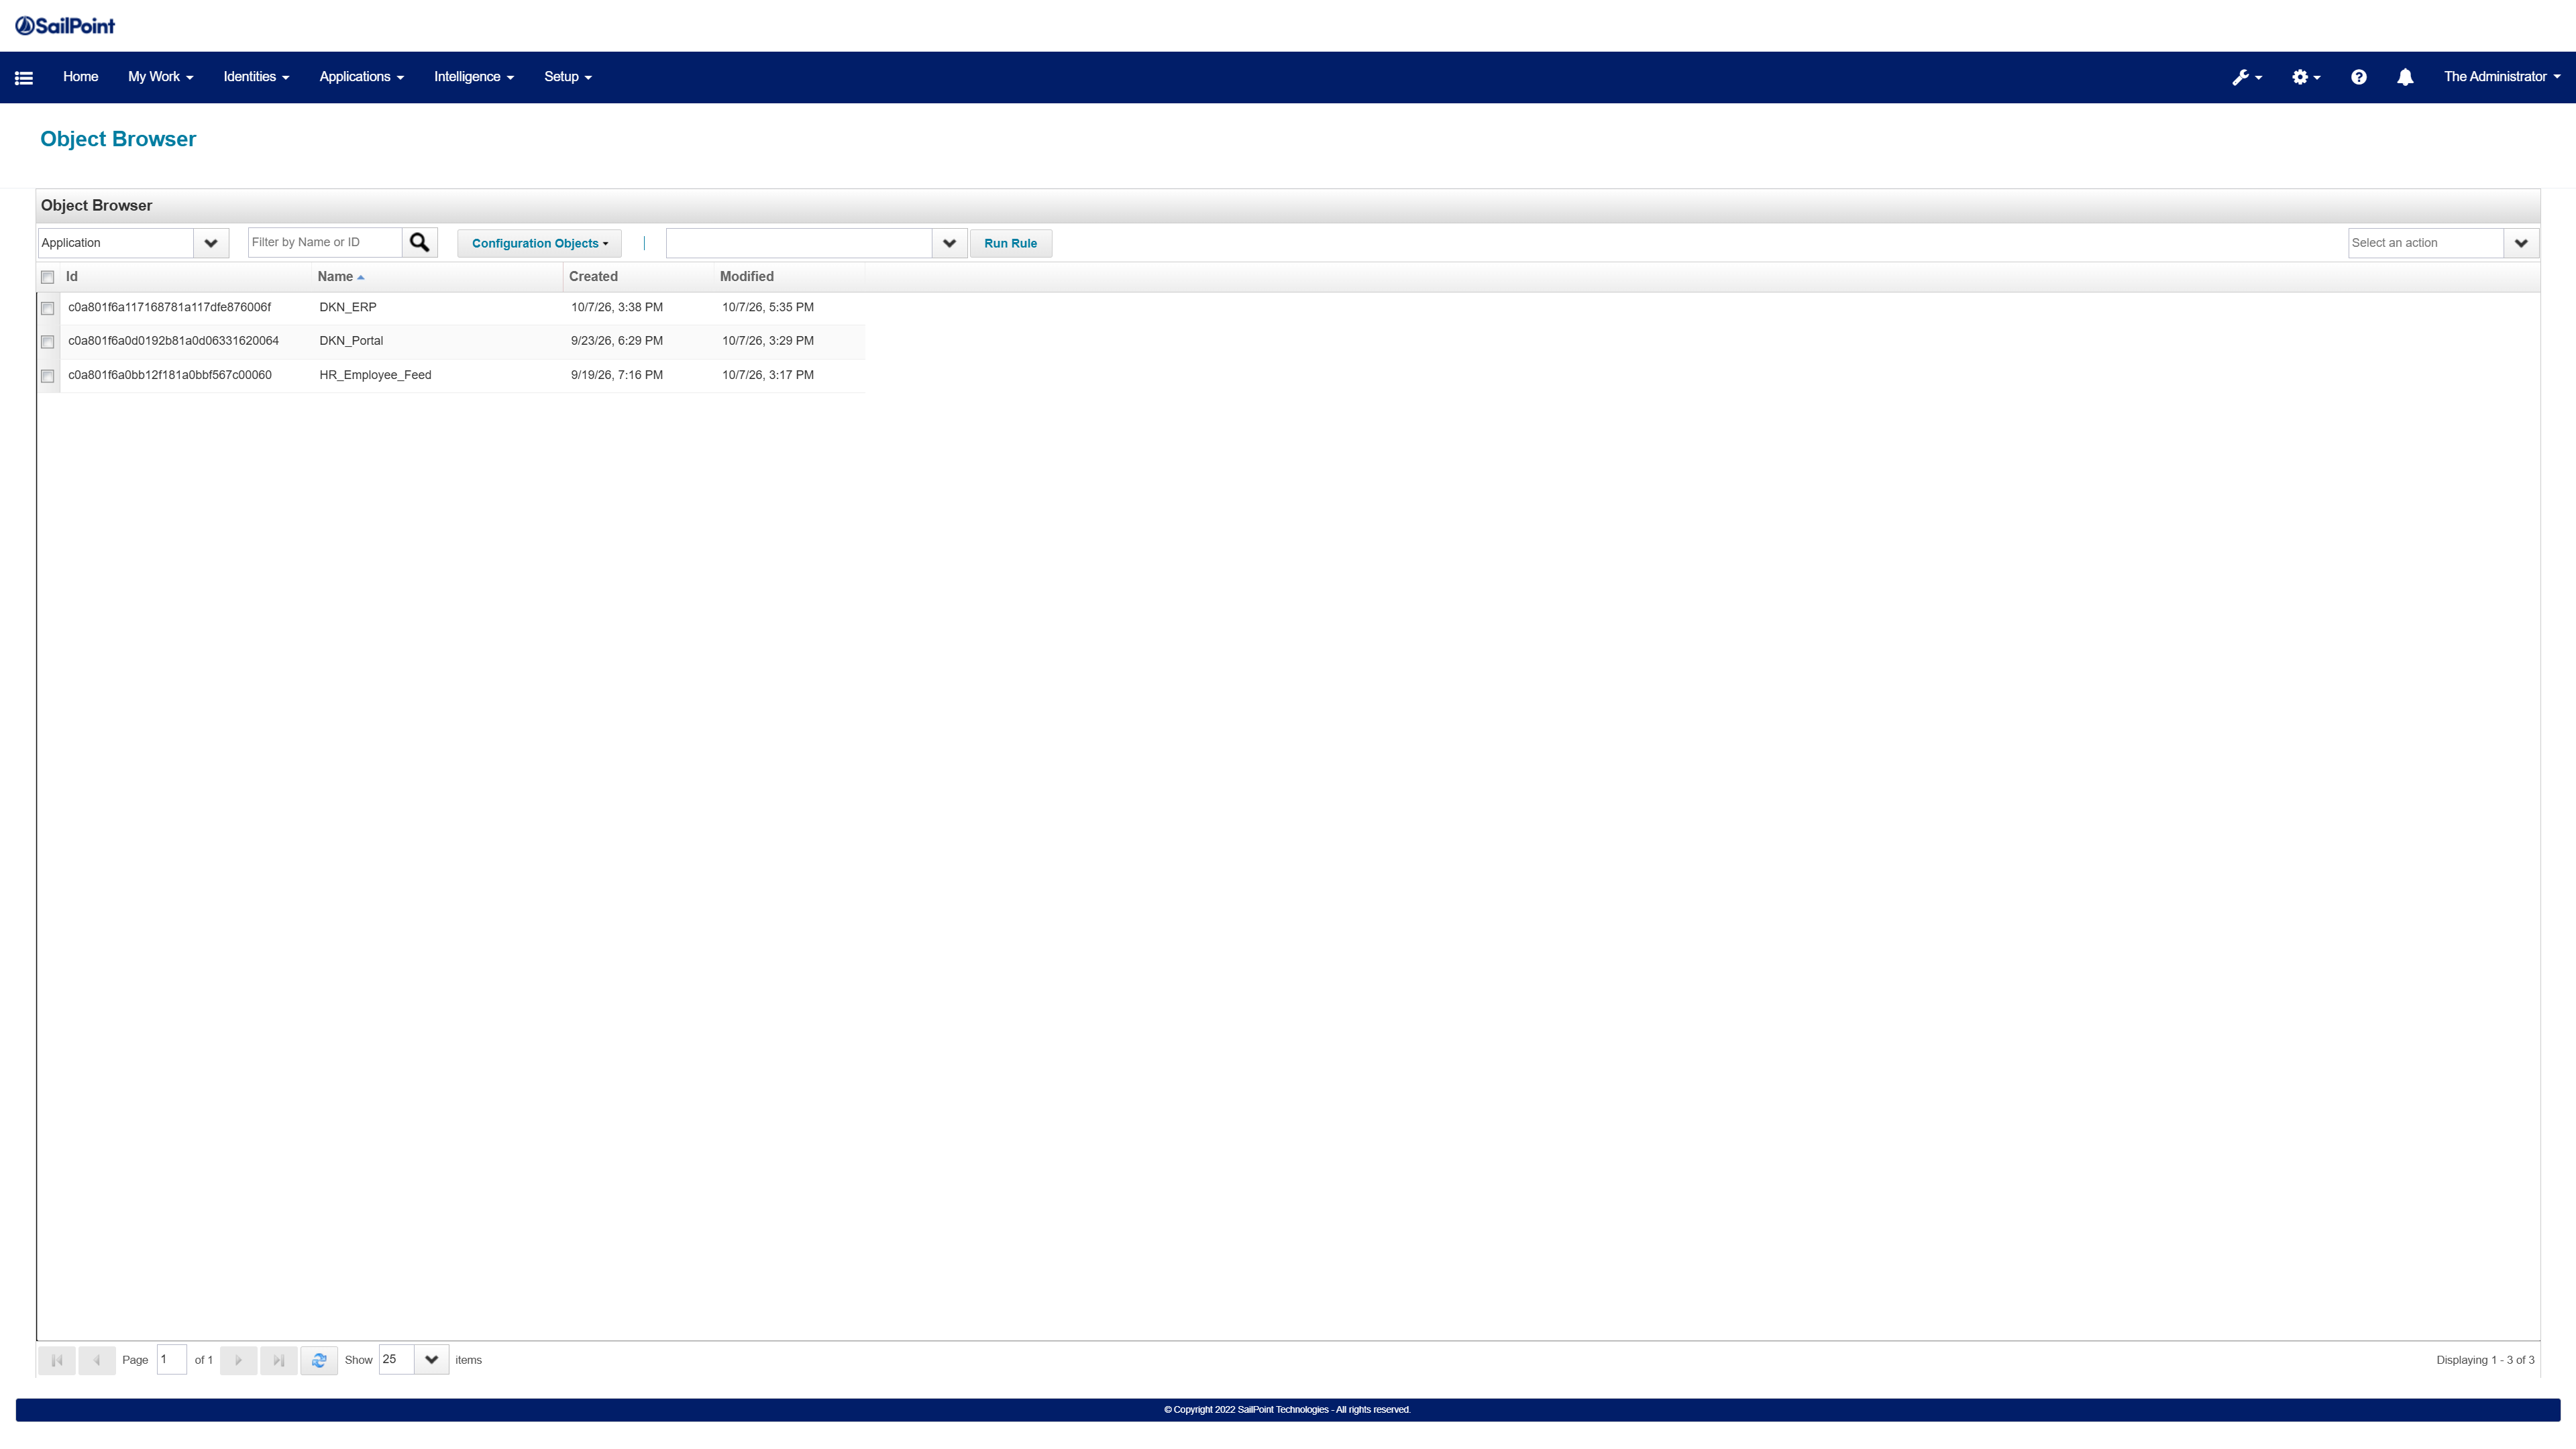 SailPoint
Home My Work Identities Applications Intelligence Setup The Administrator
Object Browser
Object Browser
Application Filter by Name or ID Configuration Objects | Run Rule Select an action
Id Name Created Modified
c0a801f6a117168781a117dfe876006f DKN_ERP 10/7/26, 3:38 PM 10/7/26, 5:35 PM
c0a801f6a0d0192b81a0d06331620064 DKN_Portal 9/23/26, 6:29 PM 10/7/26, 3:29 PM
c0a801f6a0bb12f181a0bbf567c00060 HR_Employee_Feed 9/19/26, 7:16 PM 10/7/26, 3:17 PM
Page 1 of 1 Show 25 items Displaying 1 - 3 of 3
© Copyright 2022 SailPoint Technologies - All rights reserved.